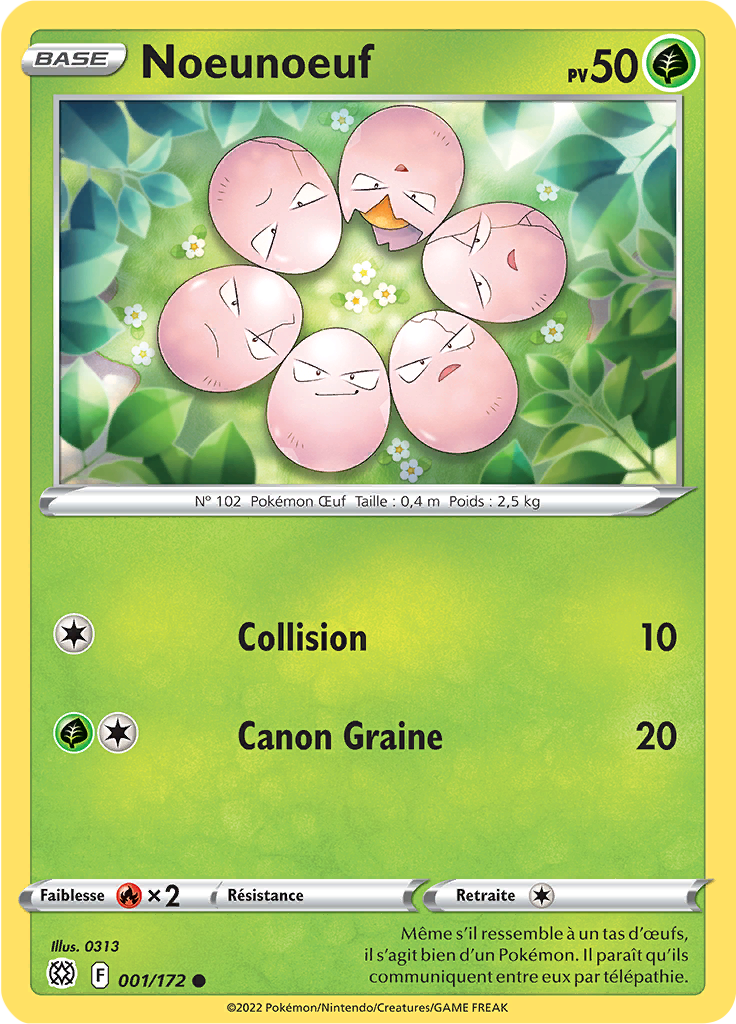 BASE Noeunoeuf PV50
Nº 102 Pokémon Œuf Taille : 0,4 m Poids : 2,5 kg
Collision 10
Canon Graine 20
Faiblesse ×2 Résistance Retraite
Illus. 0313
F 001/172
Même s'il ressemble à un tas d'œufs,
il s'agit bien d'un Pokémon. Il paraît qu'ils
communiquent entre eux par télépathie.
©2022 Pokémon/Nintendo/Creatures/GAME FREAK